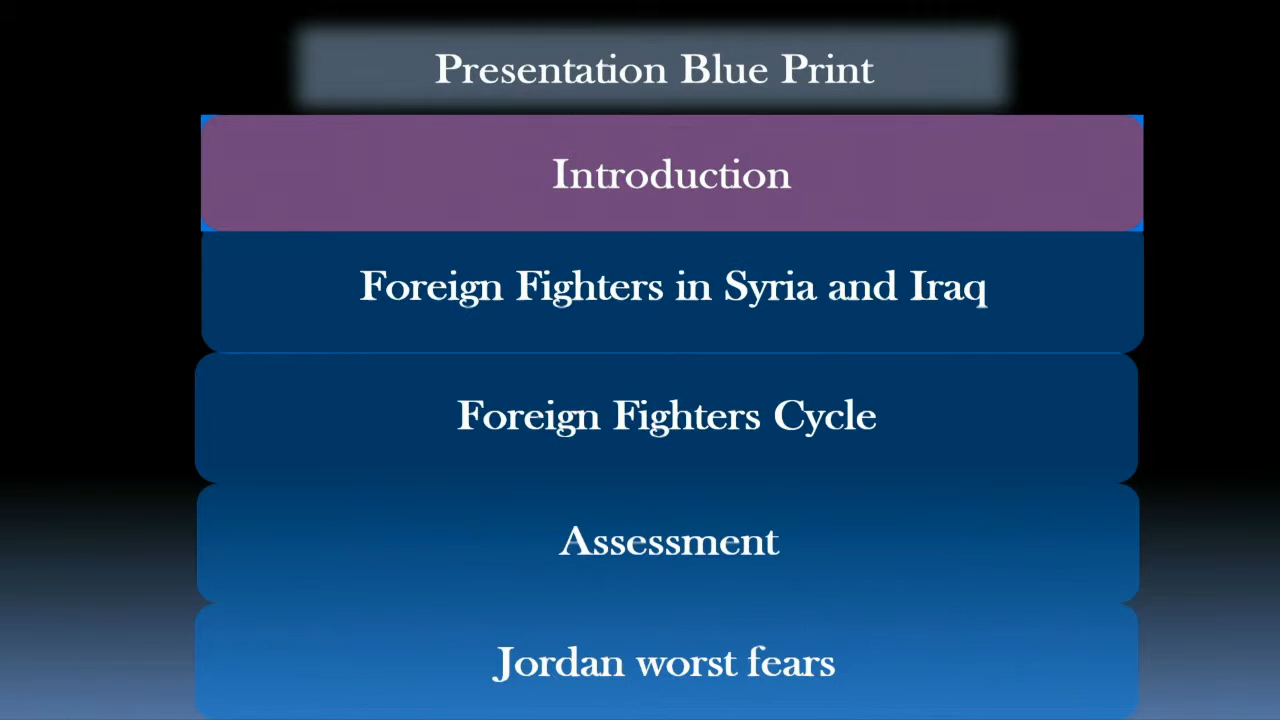 Presentation Blue Print
Introduction
Foreign Fighters in Syria and Iraq
Foreign Fighters Cycle
Assessment
Jordan worst fears